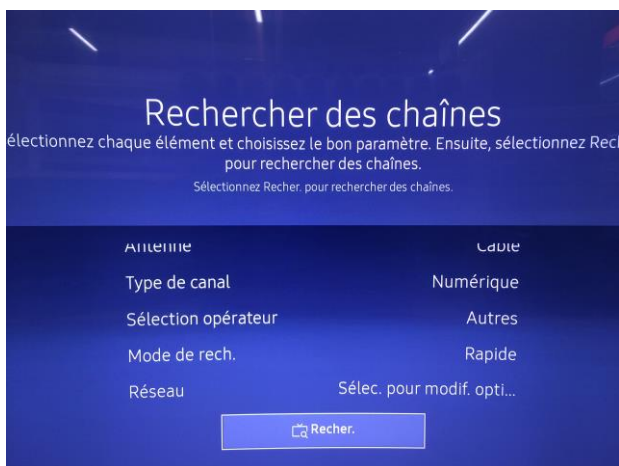 Rechercher des chaînes
électionnez chaque élément et choisissez le bon paramètre. Ensuite, sélectionnez Rech
pour rechercher des chaînes.
Sélectionnez Recher. pour rechercher des chaînes.
Antenne Câble
Type de canal Numérique
Sélection opérateur Autres
Mode de rech. Rapide
Réseau Sélec. pour modif. opti...
Recher.